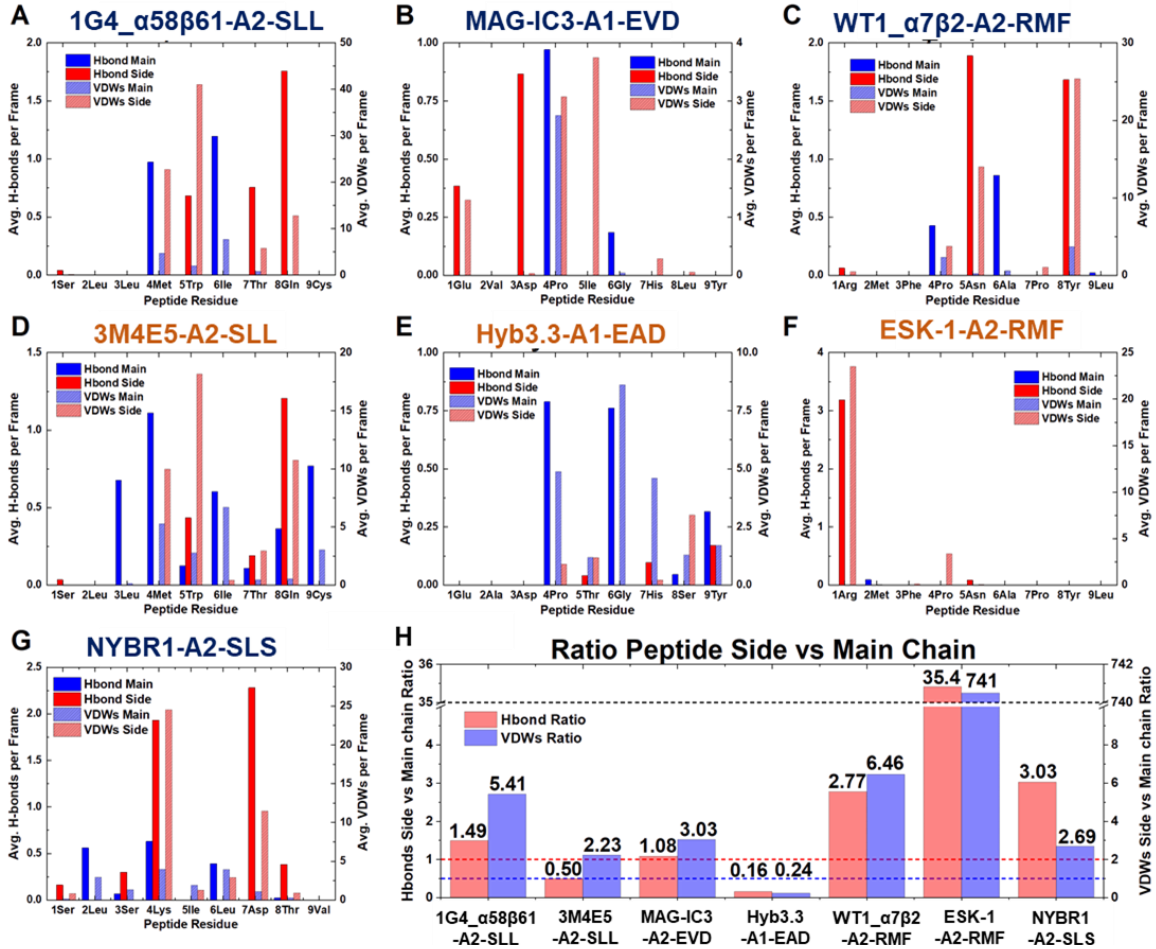 A
1G4_α58β61-A2-SLL
Hbond Main
Hbond Side
VDWs Main
VDWs Side
Avg. H-bonds per Frame
2.0
1.5
1.0
0.5
0.0
50
40
30
20
10
0
Avg. VDWs per Frame
1Ser 2Leu 3Leu 4Met 5Trp 6Ile 7Thr 8Gln 9Cys
Peptide Residue
B
MAG-IC3-A1-EVD
Hbond Main
Hbond Side
VDWs Main
VDWs Side
Avg. H-bonds per Frame
1.00
0.75
0.50
0.25
0.00
4
3
2
1
0
Avg. VDWs per Frame
1Glu 2Val 3Asp 4Pro 5Ile 6Gly 7His 8Leu 9Tyr
Peptide Residue
C
WT1_α7β2-A2-RMF
Hbond Main
Hbond Side
VDWs Main
VDWs Side
Avg. H-bonds per Frame
2.0
1.5
1.0
0.5
0.0
30
20
10
0
Avg. VDWs per Frame
1Arg 2Met 3Phe 4Pro 5Asn 6Ala 7Pro 8Tyr 9Leu
Peptide Residue
D
3M4E5-A2-SLL
Hbond Main
Hbond Side
VDWs Main
VDWs Side
Avg. H-bonds per Frame
1.5
1.0
0.5
0.0
20
15
10
5
0
Avg. VDWs per Frame
1Ser 2Leu 3Leu 4Met 5Trp 6Ile 7Thr 8Gln 9Cys
Peptide Residue
E
Hyb3.3-A1-EAD
Hbond Main
Hbond Side
VDWs Main
VDWs Side
Avg. H-bonds per Frame
1.00
0.75
0.50
0.25
0.00
10.0
7.5
5.0
2.5
0.0
Avg. VDWs per Frame
1Glu 2Ala 3Asp 4Pro 5Thr 6Gly 7His 8Ser 9Tyr
Peptide Residue
F
ESK-1-A2-RMF
Hbond Main
Hbond Side
VDWs Main
VDWs Side
Avg. H-bonds per Frame
4
3
2
1
0
25
20
15
10
5
0
Avg. VDWs per Frame
1Arg 2Met 3Phe 4Pro 5Asn 6Ala 7Pro 8Tyr 9Leu
Peptide Residue
G
NYBR1-A2-SLS
Hbond Main
Hbond Side
VDWs Main
VDWs Side
Avg. H-bonds per Frame
2.5
2.0
1.5
1.0
0.5
0.0
30
25
20
15
10
5
0
Avg. VDWs per Frame
1Ser 2Leu 3Ser 4Lys 5Ile 6Leu 7Asp 8Thr 9Val
Peptide Residue
H
Ratio Peptide Side vs Main Chain
Hbond Ratio
VDWs Ratio
Hbonds Side vs Main chain Ratio
36
35
4
3
2
1
0
742
740
8
6
4
2
0
VDWs Side vs Main chain Ratio
1.49 5.41
0.50 2.23
1.08 3.03
0.16 0.24
2.77 6.46
35.4 741
3.03 2.69
1G4_α58β61 3M4E5 MAG-IC3 Hyb3.3 WT1_α7β2 ESK-1 NYBR1
-A2-SLL -A2-SLL -A2-EVD -A1-EAD -A2-RMF -A2-RMF -A2-SLS